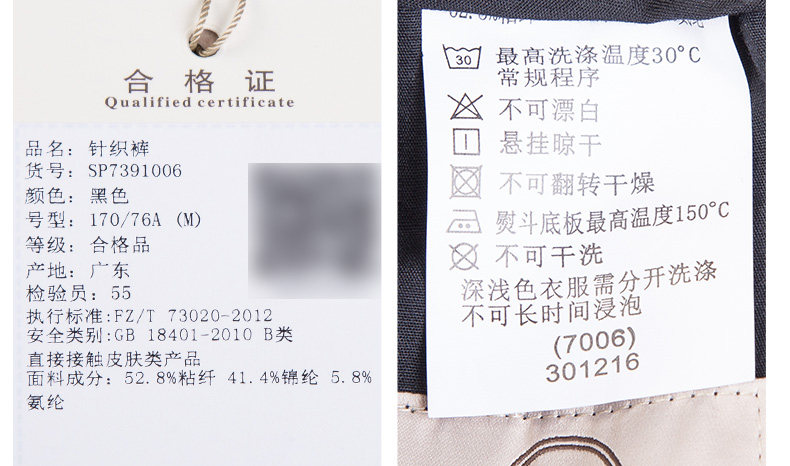 合格证
Qualified certificate
品名：针织裤
货号：SP7391006
颜色：黑色
号型：170/76A (M)
等级：合格品
产地：广东
检验员：55
执行标准:FZ/T 73020-2012
安全类别:GB 18401-2010 B类
直接接触皮肤类产品
面料成分：52.8%粘纤 41.4%锦纶 5.8%
氨纶
30 最高洗涤温度30°C
常规程序
不可漂白
悬挂晾干
不可翻转干燥
熨斗底板最高温度150°C
不可干洗
深浅色衣服需分开洗涤
不可长时间浸泡
(7006)
301216